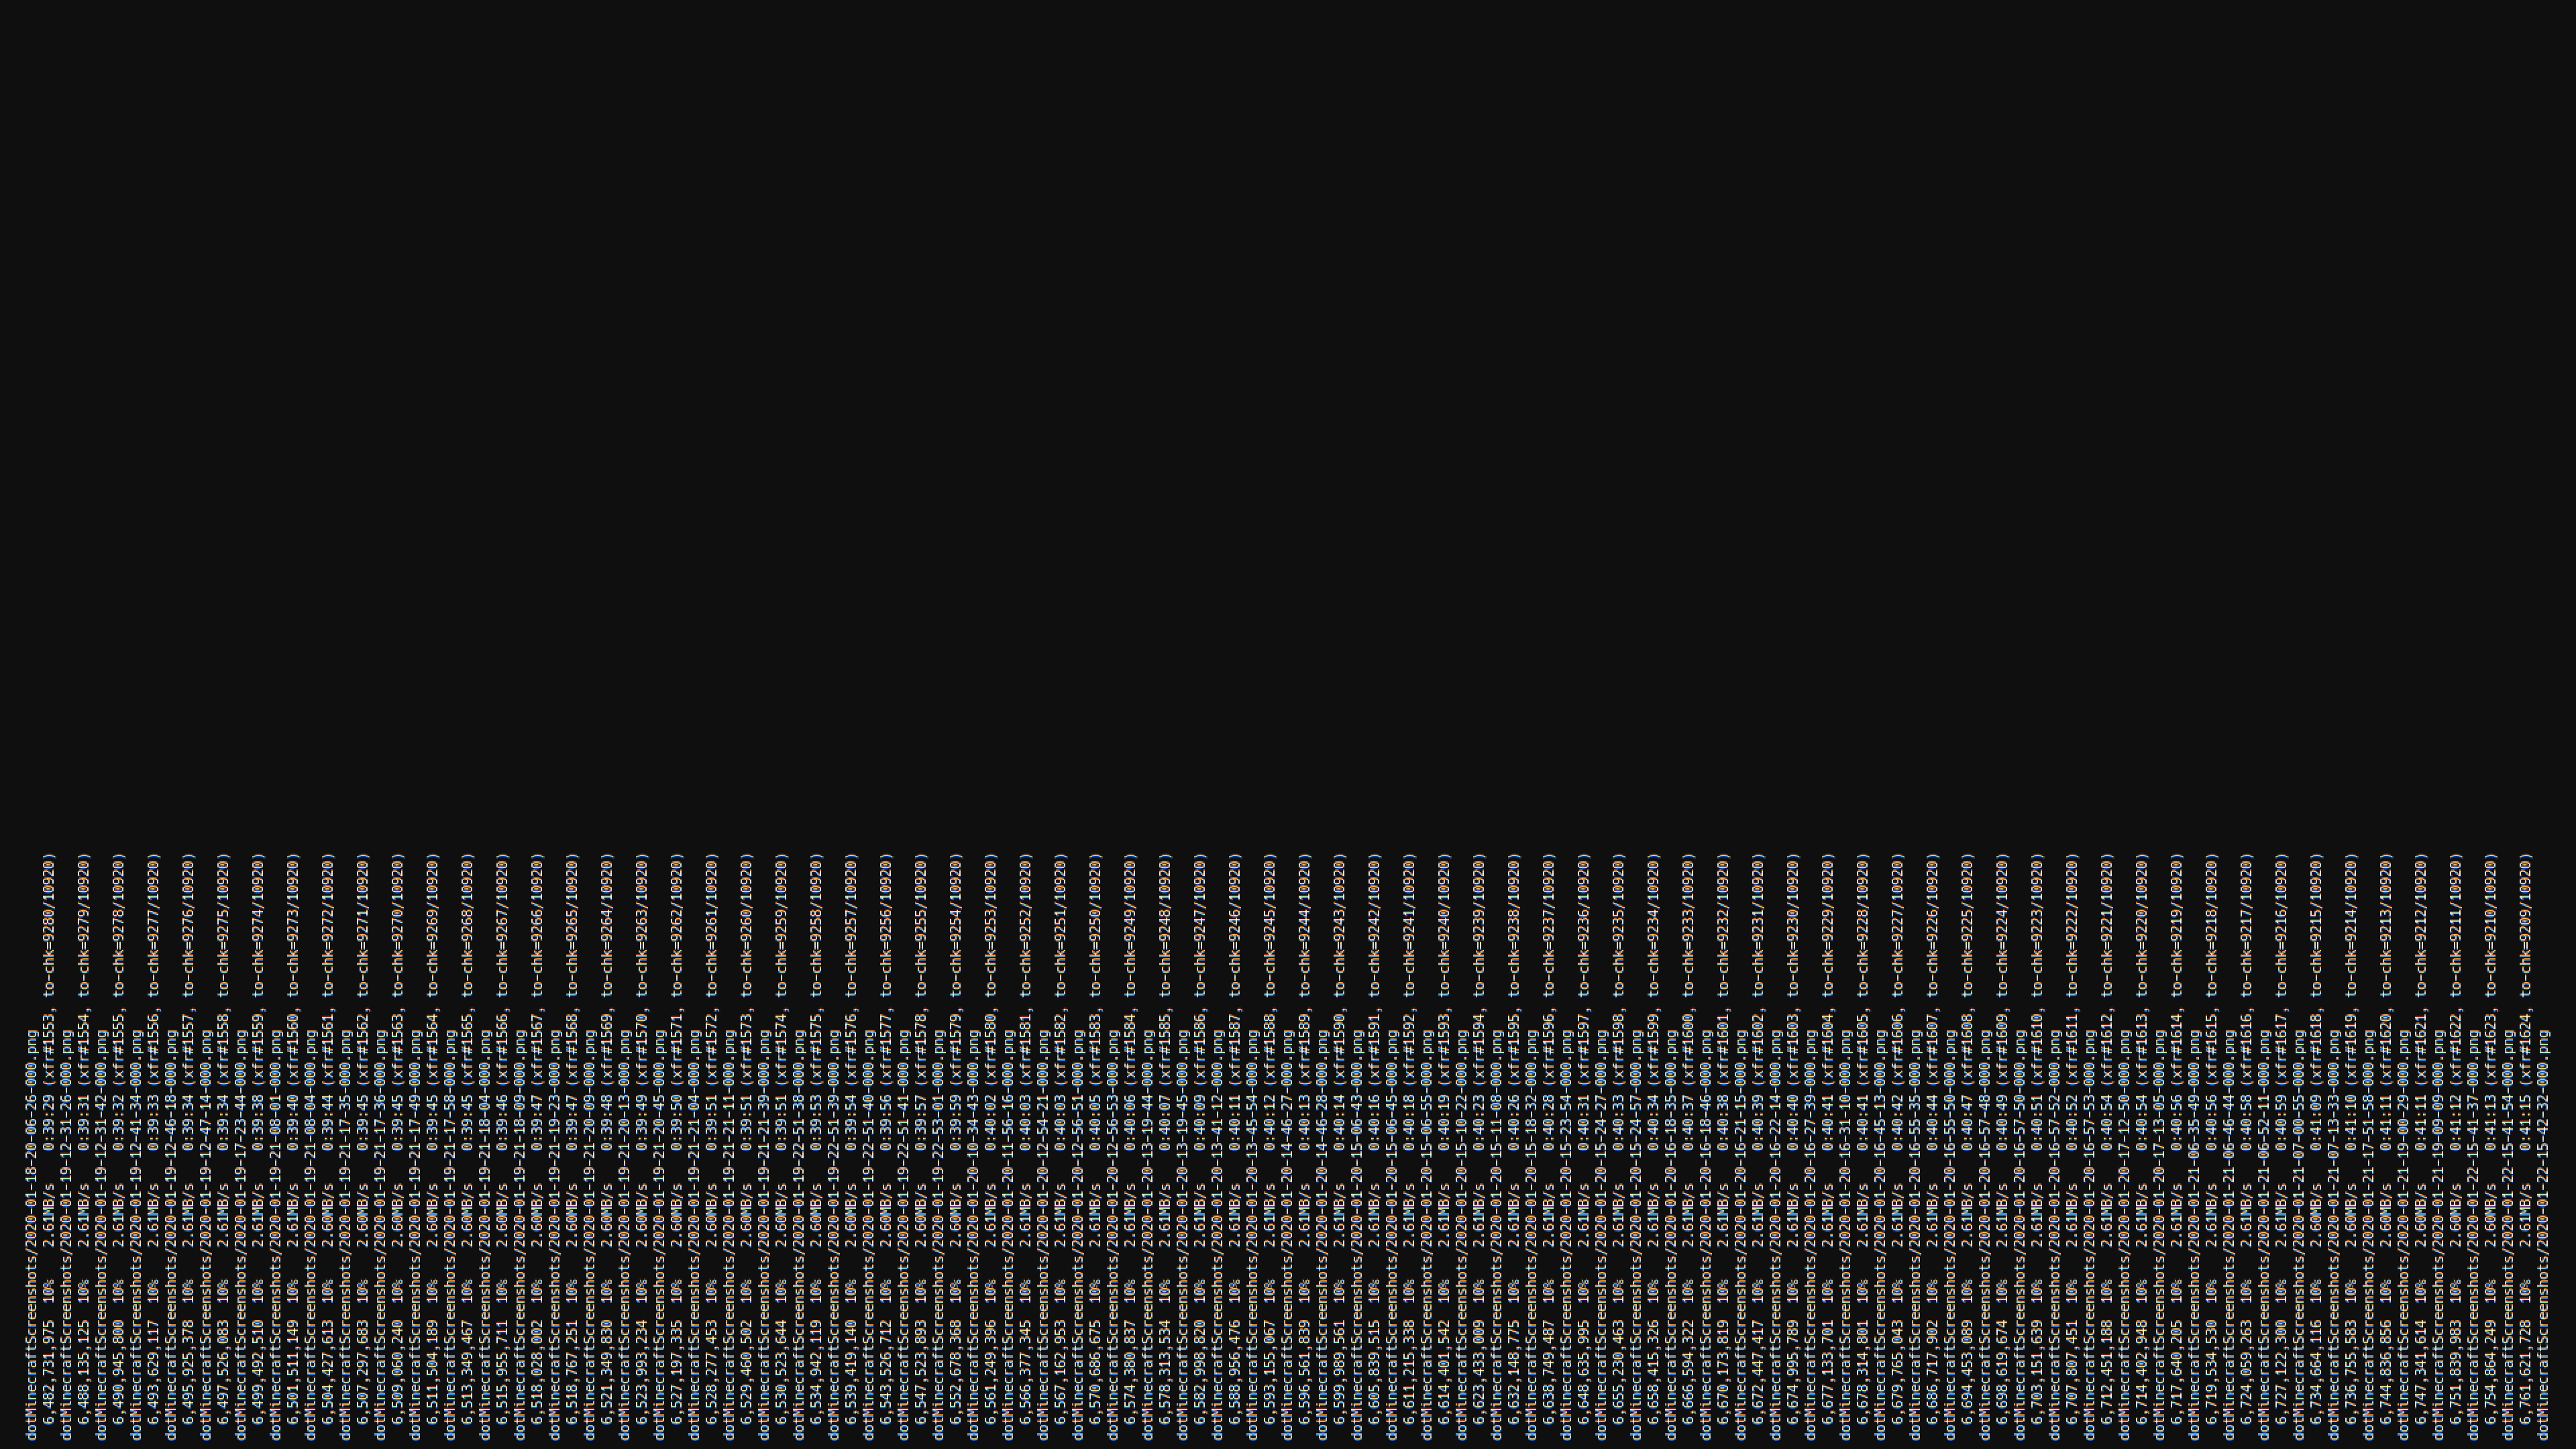 dotMinecraftScreenshots/2020-01-18-20-06-26-000.png
6,482,731,975 10% 2.61MB/s 0:39:29 (xfr#1553, to-chk=9280/10920)
dotMinecraftScreenshots/2020-01-19-12-31-26-000.png
6,488,135,125 10% 2.61MB/s 0:39:31 (xfr#1554, to-chk=9279/10920)
dotMinecraftScreenshots/2020-01-19-12-31-42-000.png
6,490,945,800 10% 2.61MB/s 0:39:32 (xfr#1555, to-chk=9278/10920)
dotMinecraftScreenshots/2020-01-19-12-41-34-000.png
6,493,629,117 10% 2.61MB/s 0:39:33 (xfr#1556, to-chk=9277/10920)
dotMinecraftScreenshots/2020-01-19-12-46-18-000.png
6,495,925,378 10% 2.61MB/s 0:39:34 (xfr#1557, to-chk=9276/10920)
dotMinecraftScreenshots/2020-01-19-12-47-14-000.png
6,497,526,083 10% 2.61MB/s 0:39:34 (xfr#1558, to-chk=9275/10920)
dotMinecraftScreenshots/2020-01-19-17-23-44-000.png
6,499,492,510 10% 2.61MB/s 0:39:38 (xfr#1559, to-chk=9274/10920)
dotMinecraftScreenshots/2020-01-19-21-08-01-000.png
6,501,511,149 10% 2.61MB/s 0:39:40 (xfr#1560, to-chk=9273/10920)
dotMinecraftScreenshots/2020-01-19-21-08-04-000.png
6,504,427,613 10% 2.60MB/s 0:39:44 (xfr#1561, to-chk=9272/10920)
dotMinecraftScreenshots/2020-01-19-21-17-35-000.png
6,507,297,683 10% 2.60MB/s 0:39:45 (xfr#1562, to-chk=9271/10920)
dotMinecraftScreenshots/2020-01-19-21-17-36-000.png
6,509,060,240 10% 2.60MB/s 0:39:45 (xfr#1563, to-chk=9270/10920)
dotMinecraftScreenshots/2020-01-19-21-17-49-000.png
6,511,504,189 10% 2.60MB/s 0:39:45 (xfr#1564, to-chk=9269/10920)
dotMinecraftScreenshots/2020-01-19-21-17-58-000.png
6,513,349,467 10% 2.60MB/s 0:39:45 (xfr#1565, to-chk=9268/10920)
dotMinecraftScreenshots/2020-01-19-21-18-04-000.png
6,515,955,711 10% 2.60MB/s 0:39:46 (xfr#1566, to-chk=9267/10920)
dotMinecraftScreenshots/2020-01-19-21-18-09-000.png
6,518,028,002 10% 2.60MB/s 0:39:47 (xfr#1567, to-chk=9266/10920)
dotMinecraftScreenshots/2020-01-19-21-19-23-000.png
6,518,767,251 10% 2.60MB/s 0:39:47 (xfr#1568, to-chk=9265/10920)
dotMinecraftScreenshots/2020-01-19-21-20-09-000.png
6,521,349,830 10% 2.60MB/s 0:39:48 (xfr#1569, to-chk=9264/10920)
dotMinecraftScreenshots/2020-01-19-21-20-13-000.png
6,523,993,234 10% 2.60MB/s 0:39:49 (xfr#1570, to-chk=9263/10920)
dotMinecraftScreenshots/2020-01-19-21-20-45-000.png
6,527,197,335 10% 2.60MB/s 0:39:50 (xfr#1571, to-chk=9262/10920)
dotMinecraftScreenshots/2020-01-19-21-21-04-000.png
6,528,277,453 10% 2.60MB/s 0:39:51 (xfr#1572, to-chk=9261/10920)
dotMinecraftScreenshots/2020-01-19-21-21-11-000.png
6,529,460,502 10% 2.60MB/s 0:39:51 (xfr#1573, to-chk=9260/10920)
dotMinecraftScreenshots/2020-01-19-21-21-39-000.png
6,530,523,644 10% 2.60MB/s 0:39:51 (xfr#1574, to-chk=9259/10920)
dotMinecraftScreenshots/2020-01-19-22-51-38-000.png
6,534,942,119 10% 2.60MB/s 0:39:53 (xfr#1575, to-chk=9258/10920)
dotMinecraftScreenshots/2020-01-19-22-51-39-000.png
6,539,419,140 10% 2.60MB/s 0:39:54 (xfr#1576, to-chk=9257/10920)
dotMinecraftScreenshots/2020-01-19-22-51-40-000.png
6,543,526,712 10% 2.60MB/s 0:39:56 (xfr#1577, to-chk=9256/10920)
dotMinecraftScreenshots/2020-01-19-22-51-41-000.png
6,547,523,893 10% 2.60MB/s 0:39:57 (xfr#1578, to-chk=9255/10920)
dotMinecraftScreenshots/2020-01-19-22-53-01-000.png
6,552,678,368 10% 2.60MB/s 0:39:59 (xfr#1579, to-chk=9254/10920)
dotMinecraftScreenshots/2020-01-20-10-34-43-000.png
6,561,249,396 10% 2.61MB/s 0:40:02 (xfr#1580, to-chk=9253/10920)
dotMinecraftScreenshots/2020-01-20-11-56-16-000.png
6,566,377,345 10% 2.61MB/s 0:40:03 (xfr#1581, to-chk=9252/10920)
dotMinecraftScreenshots/2020-01-20-12-54-21-000.png
6,567,162,953 10% 2.61MB/s 0:40:03 (xfr#1582, to-chk=9251/10920)
dotMinecraftScreenshots/2020-01-20-12-56-51-000.png
6,570,686,675 10% 2.61MB/s 0:40:05 (xfr#1583, to-chk=9250/10920)
dotMinecraftScreenshots/2020-01-20-12-56-53-000.png
6,574,380,837 10% 2.61MB/s 0:40:06 (xfr#1584, to-chk=9249/10920)
dotMinecraftScreenshots/2020-01-20-13-19-44-000.png
6,578,313,534 10% 2.61MB/s 0:40:07 (xfr#1585, to-chk=9248/10920)
dotMinecraftScreenshots/2020-01-20-13-19-45-000.png
6,582,998,820 10% 2.61MB/s 0:40:09 (xfr#1586, to-chk=9247/10920)
dotMinecraftScreenshots/2020-01-20-13-41-12-000.png
6,588,956,476 10% 2.61MB/s 0:40:11 (xfr#1587, to-chk=9246/10920)
dotMinecraftScreenshots/2020-01-20-13-45-54-000.png
6,593,155,067 10% 2.61MB/s 0:40:12 (xfr#1588, to-chk=9245/10920)
dotMinecraftScreenshots/2020-01-20-14-46-27-000.png
6,596,561,839 10% 2.61MB/s 0:40:13 (xfr#1589, to-chk=9244/10920)
dotMinecraftScreenshots/2020-01-20-14-46-28-000.png
6,599,989,561 10% 2.61MB/s 0:40:14 (xfr#1590, to-chk=9243/10920)
dotMinecraftScreenshots/2020-01-20-15-06-43-000.png
6,605,839,515 10% 2.61MB/s 0:40:16 (xfr#1591, to-chk=9242/10920)
dotMinecraftScreenshots/2020-01-20-15-06-45-000.png
6,611,215,338 10% 2.61MB/s 0:40:18 (xfr#1592, to-chk=9241/10920)
dotMinecraftScreenshots/2020-01-20-15-06-55-000.png
6,614,401,542 10% 2.61MB/s 0:40:19 (xfr#1593, to-chk=9240/10920)
dotMinecraftScreenshots/2020-01-20-15-10-22-000.png
6,623,433,009 10% 2.61MB/s 0:40:23 (xfr#1594, to-chk=9239/10920)
dotMinecraftScreenshots/2020-01-20-15-11-08-000.png
6,632,148,775 10% 2.61MB/s 0:40:26 (xfr#1595, to-chk=9238/10920)
dotMinecraftScreenshots/2020-01-20-15-18-32-000.png
6,638,749,487 10% 2.61MB/s 0:40:28 (xfr#1596, to-chk=9237/10920)
dotMinecraftScreenshots/2020-01-20-15-23-54-000.png
6,648,635,995 10% 2.61MB/s 0:40:31 (xfr#1597, to-chk=9236/10920)
dotMinecraftScreenshots/2020-01-20-15-24-27-000.png
6,655,230,463 10% 2.61MB/s 0:40:33 (xfr#1598, to-chk=9235/10920)
dotMinecraftScreenshots/2020-01-20-15-24-57-000.png
6,658,415,326 10% 2.61MB/s 0:40:34 (xfr#1599, to-chk=9234/10920)
dotMinecraftScreenshots/2020-01-20-16-18-35-000.png
6,666,594,322 10% 2.61MB/s 0:40:37 (xfr#1600, to-chk=9233/10920)
dotMinecraftScreenshots/2020-01-20-16-18-46-000.png
6,670,173,819 10% 2.61MB/s 0:40:38 (xfr#1601, to-chk=9232/10920)
dotMinecraftScreenshots/2020-01-20-16-21-15-000.png
6,672,447,417 10% 2.61MB/s 0:40:39 (xfr#1602, to-chk=9231/10920)
dotMinecraftScreenshots/2020-01-20-16-22-14-000.png
6,674,995,789 10% 2.61MB/s 0:40:40 (xfr#1603, to-chk=9230/10920)
dotMinecraftScreenshots/2020-01-20-16-27-39-000.png
6,677,133,701 10% 2.61MB/s 0:40:41 (xfr#1604, to-chk=9229/10920)
dotMinecraftScreenshots/2020-01-20-16-31-10-000.png
6,678,314,801 10% 2.61MB/s 0:40:41 (xfr#1605, to-chk=9228/10920)
dotMinecraftScreenshots/2020-01-20-16-45-13-000.png
6,679,765,043 10% 2.61MB/s 0:40:42 (xfr#1606, to-chk=9227/10920)
dotMinecraftScreenshots/2020-01-20-16-55-35-000.png
6,686,717,902 10% 2.61MB/s 0:40:44 (xfr#1607, to-chk=9226/10920)
dotMinecraftScreenshots/2020-01-20-16-55-50-000.png
6,694,453,089 10% 2.61MB/s 0:40:47 (xfr#1608, to-chk=9225/10920)
dotMinecraftScreenshots/2020-01-20-16-57-48-000.png
6,698,619,674 10% 2.61MB/s 0:40:49 (xfr#1609, to-chk=9224/10920)
dotMinecraftScreenshots/2020-01-20-16-57-50-000.png
6,703,151,639 10% 2.61MB/s 0:40:51 (xfr#1610, to-chk=9223/10920)
dotMinecraftScreenshots/2020-01-20-16-57-52-000.png
6,707,807,451 10% 2.61MB/s 0:40:52 (xfr#1611, to-chk=9222/10920)
dotMinecraftScreenshots/2020-01-20-16-57-53-000.png
6,712,451,188 10% 2.61MB/s 0:40:54 (xfr#1612, to-chk=9221/10920)
dotMinecraftScreenshots/2020-01-20-17-12-50-000.png
6,714,402,948 10% 2.61MB/s 0:40:54 (xfr#1613, to-chk=9220/10920)
dotMinecraftScreenshots/2020-01-20-17-13-05-000.png
6,717,640,205 10% 2.61MB/s 0:40:56 (xfr#1614, to-chk=9219/10920)
dotMinecraftScreenshots/2020-01-21-06-35-49-000.png
6,719,534,530 10% 2.61MB/s 0:40:56 (xfr#1615, to-chk=9218/10920)
dotMinecraftScreenshots/2020-01-21-06-46-44-000.png
6,724,059,263 10% 2.61MB/s 0:40:58 (xfr#1616, to-chk=9217/10920)
dotMinecraftScreenshots/2020-01-21-06-52-11-000.png
6,727,122,300 10% 2.61MB/s 0:40:59 (xfr#1617, to-chk=9216/10920)
dotMinecraftScreenshots/2020-01-21-07-00-55-000.png
6,734,664,116 10% 2.60MB/s 0:41:09 (xfr#1618, to-chk=9215/10920)
dotMinecraftScreenshots/2020-01-21-07-13-33-000.png
6,736,755,583 10% 2.60MB/s 0:41:10 (xfr#1619, to-chk=9214/10920)
dotMinecraftScreenshots/2020-01-21-17-51-58-000.png
6,744,836,856 10% 2.60MB/s 0:41:11 (xfr#1620, to-chk=9213/10920)
dotMinecraftScreenshots/2020-01-21-19-00-29-000.png
6,747,341,614 10% 2.60MB/s 0:41:11 (xfr#1621, to-chk=9212/10920)
dotMinecraftScreenshots/2020-01-21-19-09-09-000.png
6,751,839,983 10% 2.60MB/s 0:41:12 (xfr#1622, to-chk=9211/10920)
dotMinecraftScreenshots/2020-01-22-15-41-37-000.png
6,754,864,249 10% 2.60MB/s 0:41:13 (xfr#1623, to-chk=9210/10920)
dotMinecraftScreenshots/2020-01-22-15-41-54-000.png
6,761,621,728 10% 2.61MB/s 0:41:15 (xfr#1624, to-chk=9209/10920)
dotMinecraftScreenshots/2020-01-22-15-42-32-000.png